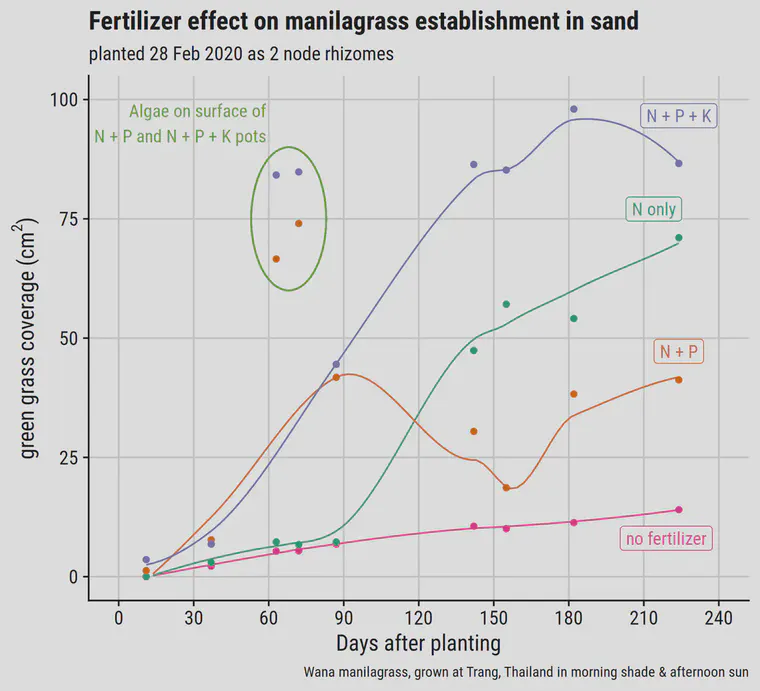 Fertilizer effect on manilagrass establishment in sand
planted 28 Feb 2020 as 2 node rhizomes
Algae on surface of
N + P and N + P + K pots
N + P + K
N only
N + P
no fertilizer
green grass coverage (cm²)
100
75
50
25
0
0 30 60 90 120 150 180 210 240
Days after planting
Wana manilagrass, grown at Trang, Thailand in morning shade & afternoon sun